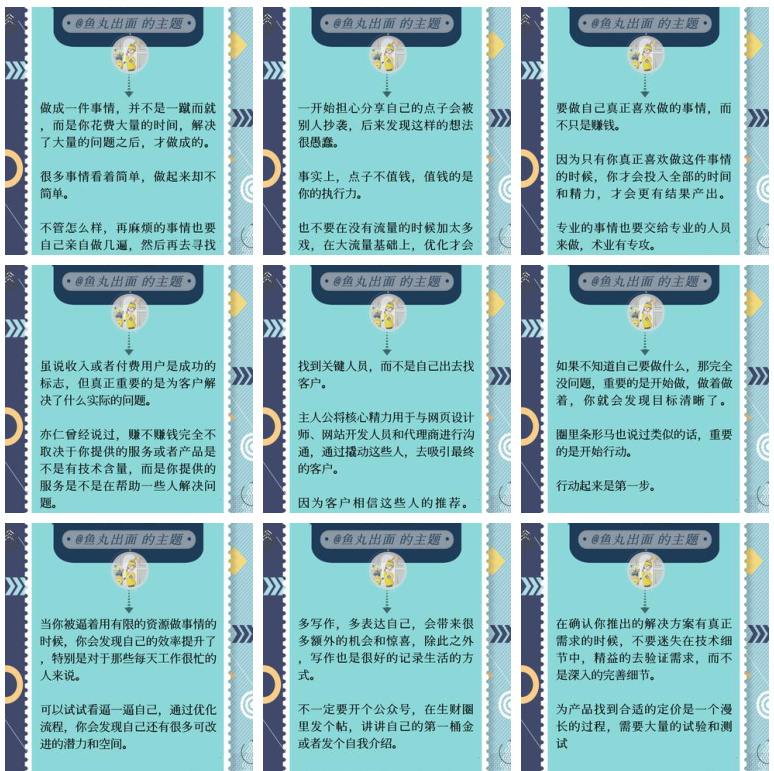 @鱼丸出面 的主题
做成一件事情，并不是一蹴而就
，而是你花费大量的时间，解决
了大量的问题之后，才做成的。
很多事情看着简单，做起来却不
简单。
不管怎么样，再麻烦的事情也要
自己亲自做几遍，然后再去寻找
@鱼丸出面 的主题
一开始担心分享自己的点子会被
别人抄袭，后来发现这样的想法
很愚蠢。
事实上，点子不值钱，值钱的是
你的执行力。
也不要在没有流量的时候加太多
戏，在大流量基础上，优化才会
@鱼丸出面 的主题
要做自己真正喜欢做的事情，而
不只是赚钱。
因为只有你真正喜欢做这件事情
的时候，你才会投入全部的时间
和精力，才会更有结果产出。
专业的事情也要交给专业的人员
来做，术业有专攻。
@鱼丸出面 的主题
虽说收入或者付费用户是成功的
标志，但真正重要的是为客户解
决了什么实际的问题。
亦仁曾经说过，赚不赚钱完全不
取决于你提供的服务或者产品是
不是有技术含量，而是你提供的
服务是不是在帮助一些人解决问
题。
@鱼丸出面 的主题
找到关键人员，而不是自己出去找
客户。
主人公将核心精力用于与网页设计
师、网站开发人员和代理商进行沟
通，通过撬动这些人，去吸引最终
的客户。
因为客户相信这些人的推荐。
@鱼丸出面 的主题
如果不知道自己要做什么，那完全
没问题，重要的是开始做，做着做
着，你就会发现目标清晰了。
圈里条形马也说过类似的话，重要
的是开始行动。
行动起来是第一步。
@鱼丸出面 的主题
当你被逼着用有限的资源做事情的
时候，你会发现自己的效率提升了
，特别是对于那些每天工作很忙的
人来说。
可以试试看逼一逼自己，通过优化
流程，你会发现自己还有很多可改
进的潜力和空间。
@鱼丸出面 的主题
多写作，多表达自己，会带来很
多额外的机会和惊喜，除此之外
，写作也是很好的记录生活的方
式。
不一定要开个公众号，在生财圈
里发个帖，讲讲自己的第一桶金
或者发个自我介绍。
@鱼丸出面 的主题
在确认你推出的解决方案有真正
需求的时候，不要迷失在技术细
节中，精益的去验证需求，而不
是深入的完善细节。
为产品找到合适的定价是一个漫
长的过程，需要大量的试验和测
试